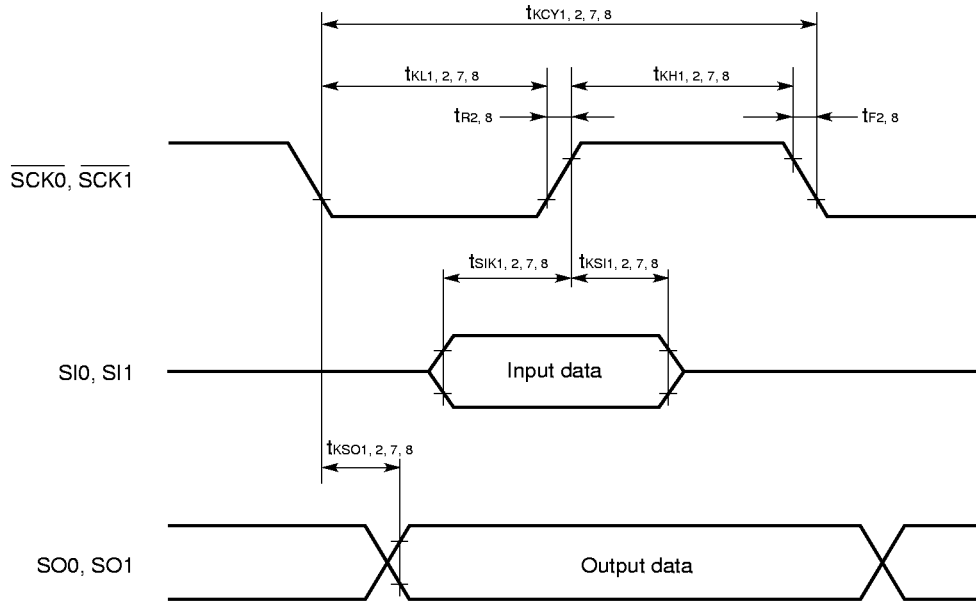 tKCY1, 2, 7, 8
tKL1, 2, 7, 8
tKH1, 2, 7, 8
tR2, 8
tF2, 8
SCK0, SCK1
tSIK1, 2, 7, 8
tKSI1, 2, 7, 8
SI0, SI1
Input data
tKSO1, 2, 7, 8
SO0, SO1
Output data